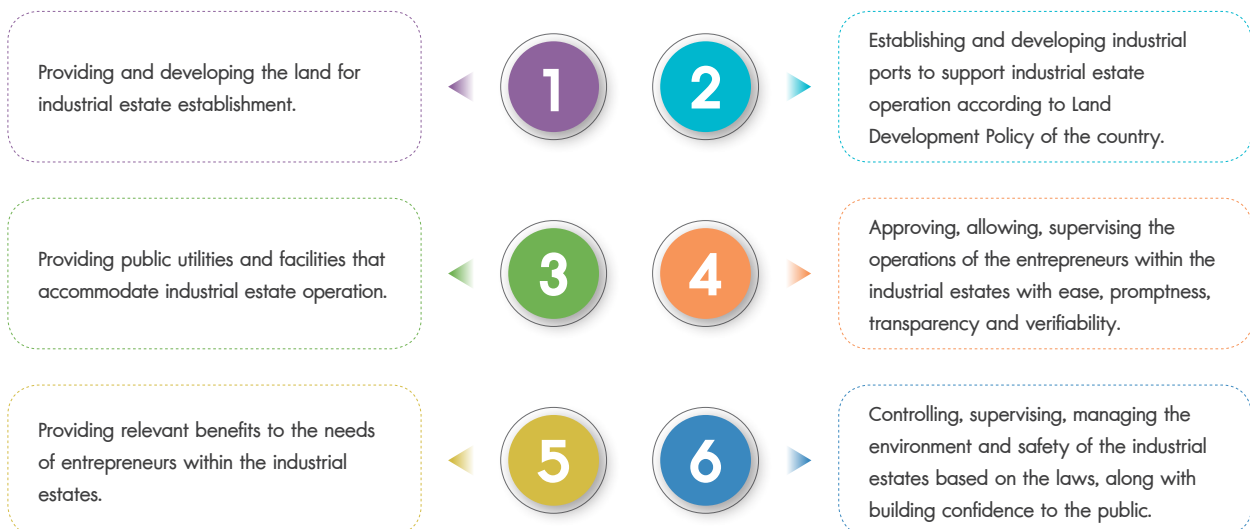 1
Providing and developing the land for
industrial estate establishment.
2
Establishing and developing industrial
ports to support industrial estate
operation according to Land
Development Policy of the country.
3
Providing public utilities and facilities that
accommodate industrial estate operation.
4
Approving, allowing, supervising the
operations of the entrepreneurs within the
industrial estates with ease, promptness,
transparency and verifiability.
5
Providing relevant benefits to the needs
of entrepreneurs within the industrial
estates.
6
Controlling, supervising, managing the
environment and safety of the industrial
estates based on the laws, along with
building confidence to the public.